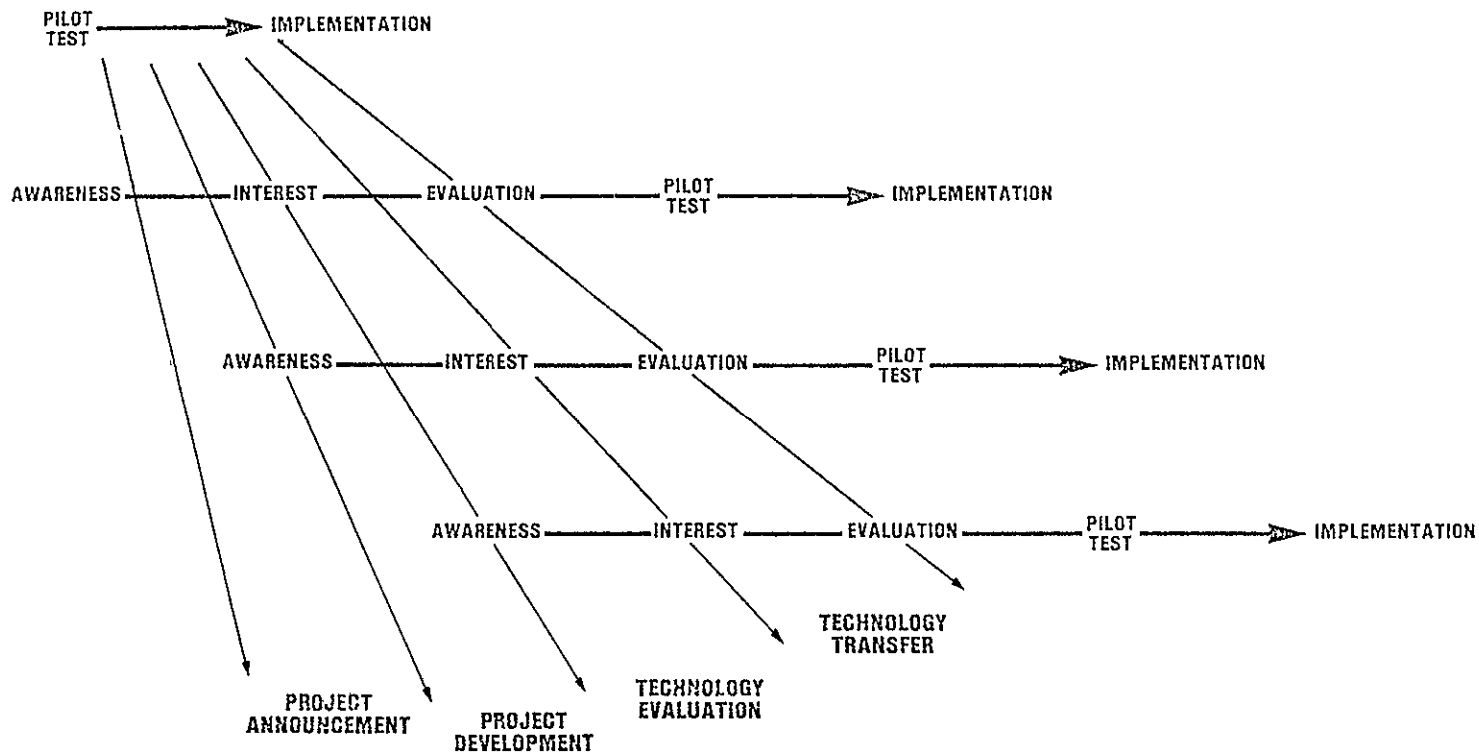 PILOT
TEST
IMPLEMENTATION
AWARENESS
INTEREST
EVALUATION
PILOT
TEST
IMPLEMENTATION
AWARENESS
INTEREST
EVALUATION
PILOT
TEST
IMPLEMENTATION
AWARENESS
INTEREST
EVALUATION
PILOT
TEST
IMPLEMENTATION
TECHNOLOGY
TRANSFER
TECHNOLOGY
EVALUATION
PROJECT
ANNOUNCEMENT
PROJECT
DEVELOPMENT